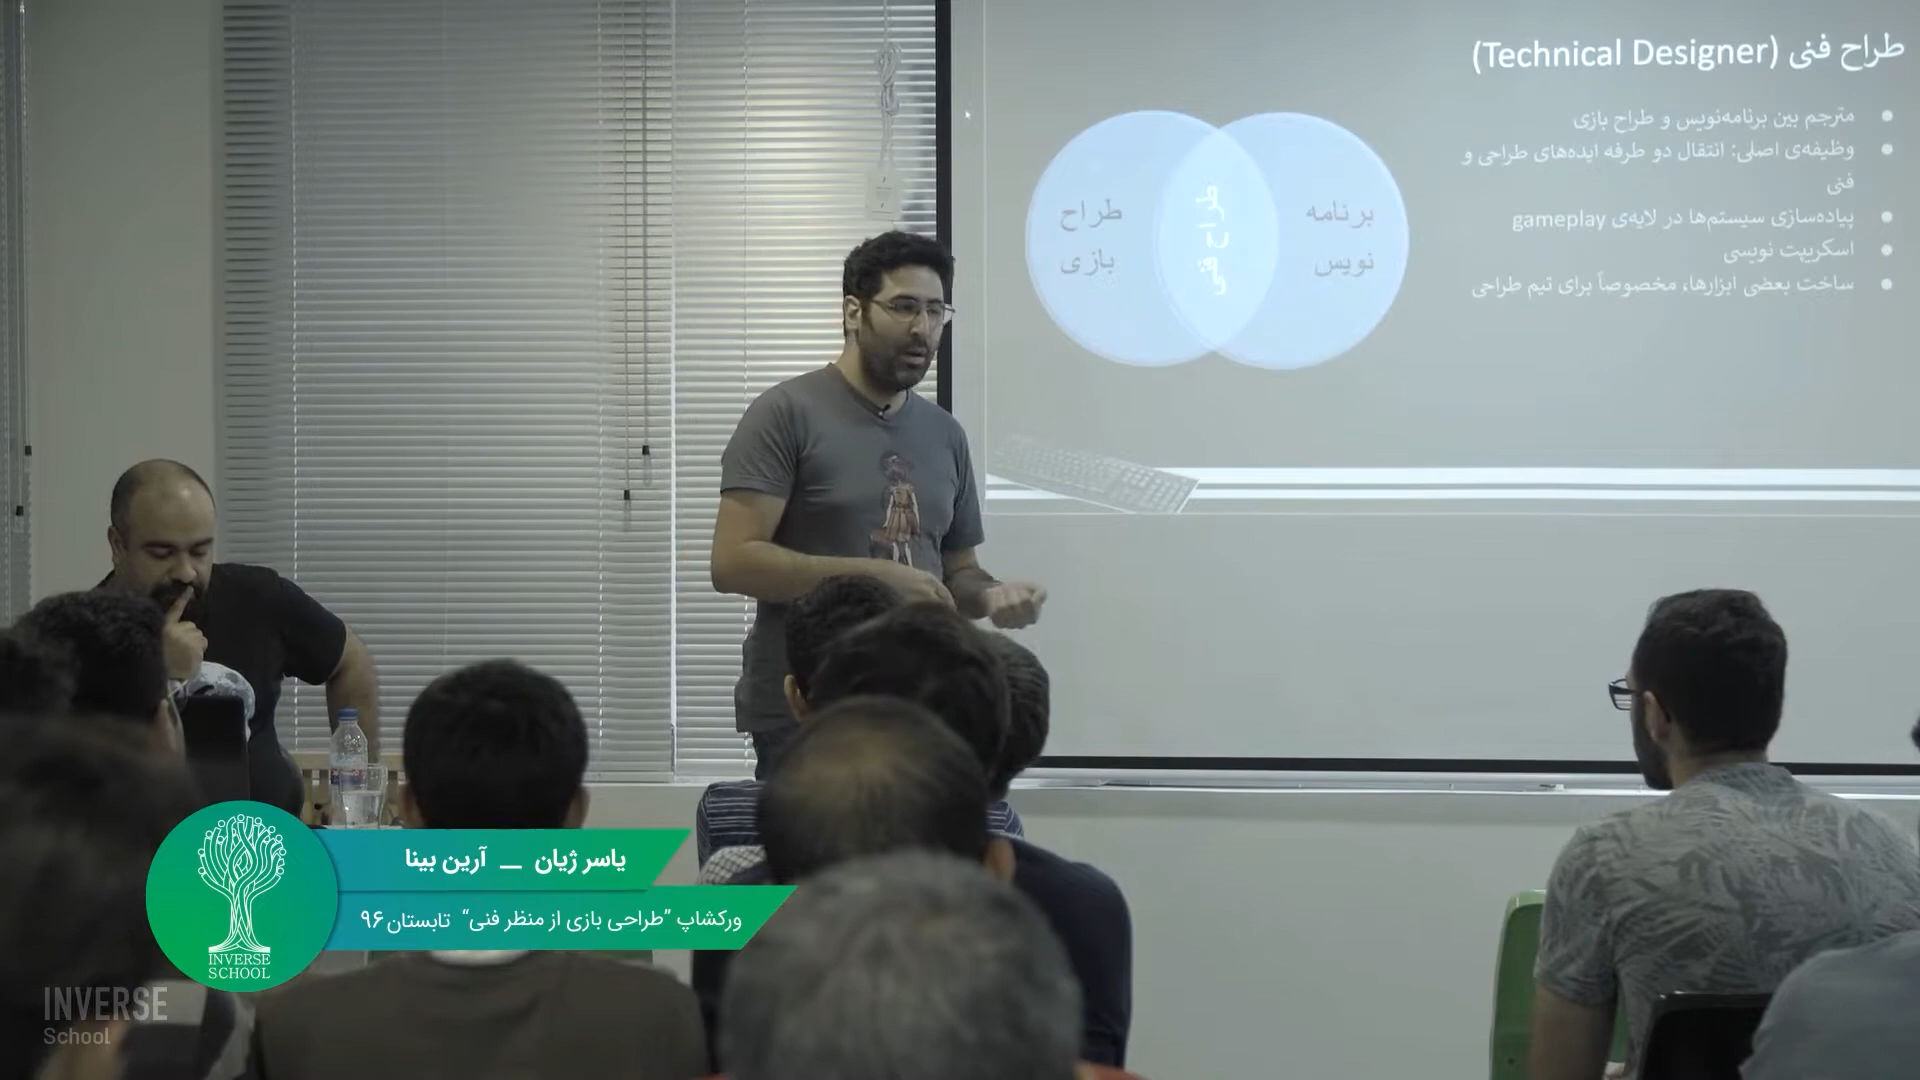 طراح فنی (Technical Designer)
مترجم بین برنامه‌نویس و طراح بازی
وظیفه‌ی اصلی: انتقال دو طرفه ایده‌های طراحی و
فنی
پیاده‌سازی سیستم‌ها در لایه‌ی gameplay
اسکریپت نویسی
ساخت بعضی ابزارها، مخصوصاً برای تیم طراحی
برنامه
نویس
طراح فنی
طراح
بازی
یاسر ژیان _ آرین بینا
ورکشاپ "طراحی بازی از منظر فنی" تابستان ۹۶
INVERSE
SCHOOL
INVERSE
School